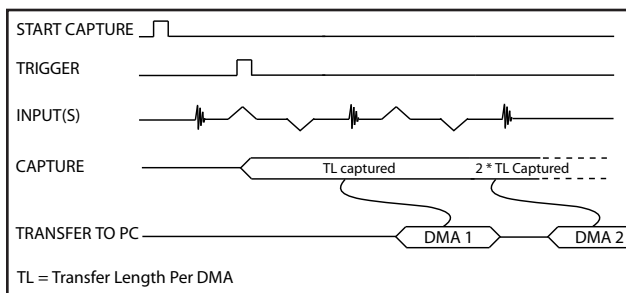 START CAPTURE
TRIGGER
INPUT(S)
CAPTURE
TL captured
2 * TL Captured
TRANSFER TO PC
DMA 1
DMA 2
TL = Transfer Length Per DMA